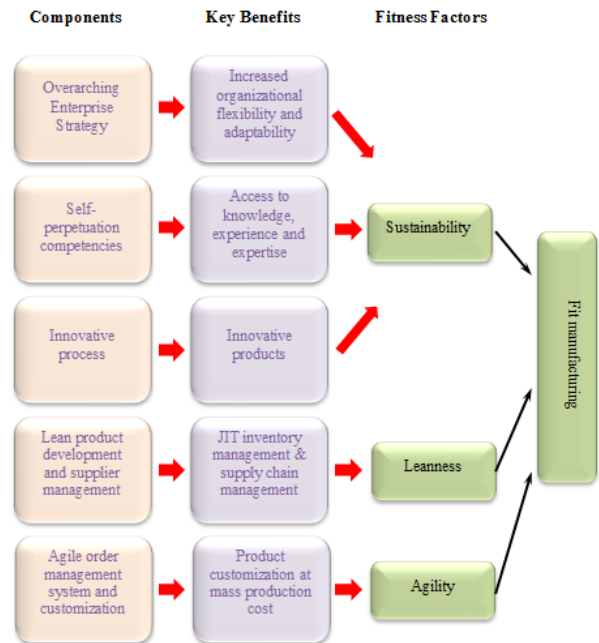 Components
Key Benefits
Fitness Factors
Overarching
Enterprise
Strategy
Increased
organizational
flexibility and
adaptability
Self-
perpetuation
competencies
Access to
knowledge,
experience and
expertise
Sustainability
Innovative
process
Innovative
products
Fit manufacturing
Lean product
development
and supplier
management
JIT inventory
management &
supply chain
management
Leanness
Agile order
management
system and
customization
Product
customization at
mass production
cost
Agility